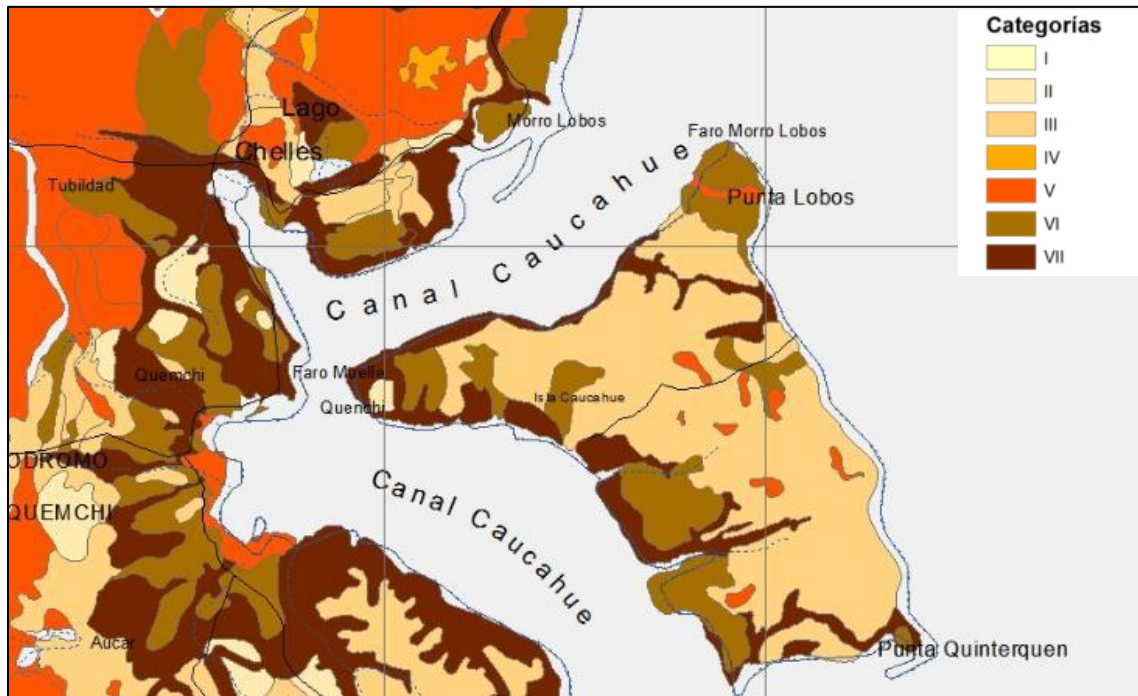 Categorías
I
II
III
IV
V
VI
VII
Lago
Chelles
Morro Lobos
Faro Morro Lobos
Tubildad
Punta Lobos
Canal Caucahue
Quemchi
Faro Mpelle
Quenchi
Isla Caucahue
ODROMO
QUEMCHI
Canal Caucahue
Aucar
Punta Quinterquen